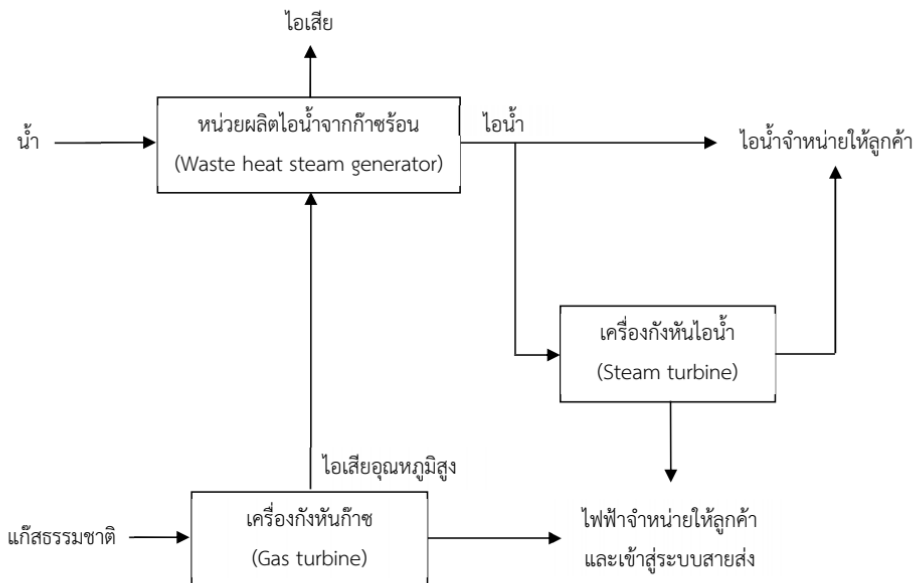 ไอเสีย
หน่วยผลิตไอน้ำจากก๊าซร้อน
(Waste heat steam generator)
น้ำ
ไอน้ำ
ไอน้ำจำหน่ายให้ลูกค้า
เครื่องกังหันไอน้ำ
(Steam turbine)
ไอเสียอุณหภูมิสูง
แก๊สธรรมชาติ
เครื่องกังหันก๊าซ
(Gas turbine)
ไฟฟ้าจำหน่ายให้ลูกค้า
และเข้าสู่ระบบสายส่ง